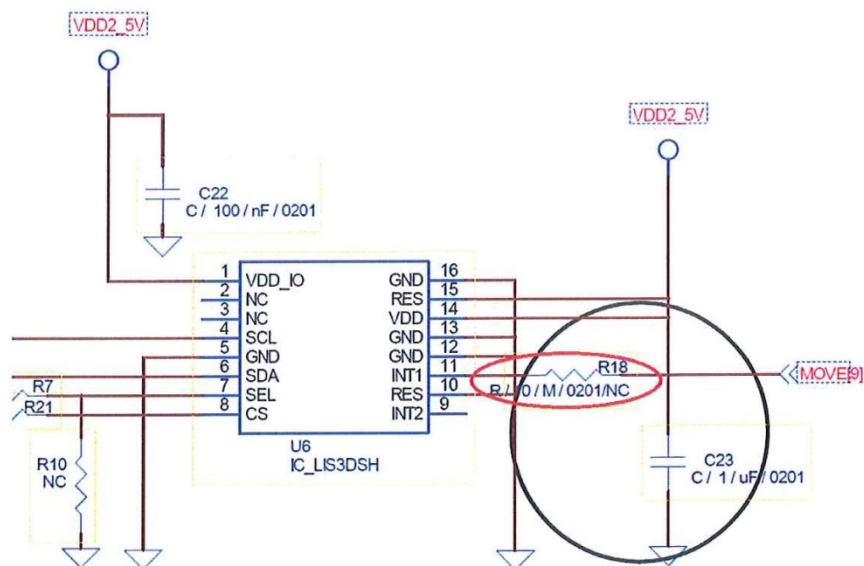 VDD2_5V
VDD2_5V
C22
C / 100 / nF / 0201
1 VDD_IO GND 16
2 NC RES 15
3 NC VDD 14
4 SCL GND 13
5 GND GND 12
6 SDA INT1 11
7 SEL RES 10
8 CS INT2 9
R7
R21
R18
R / 0 / M / 0201/NC
MOVE[9]
U6
IC_LIS3DSH
R10
NC
C23
C / 1 / uF / 0201